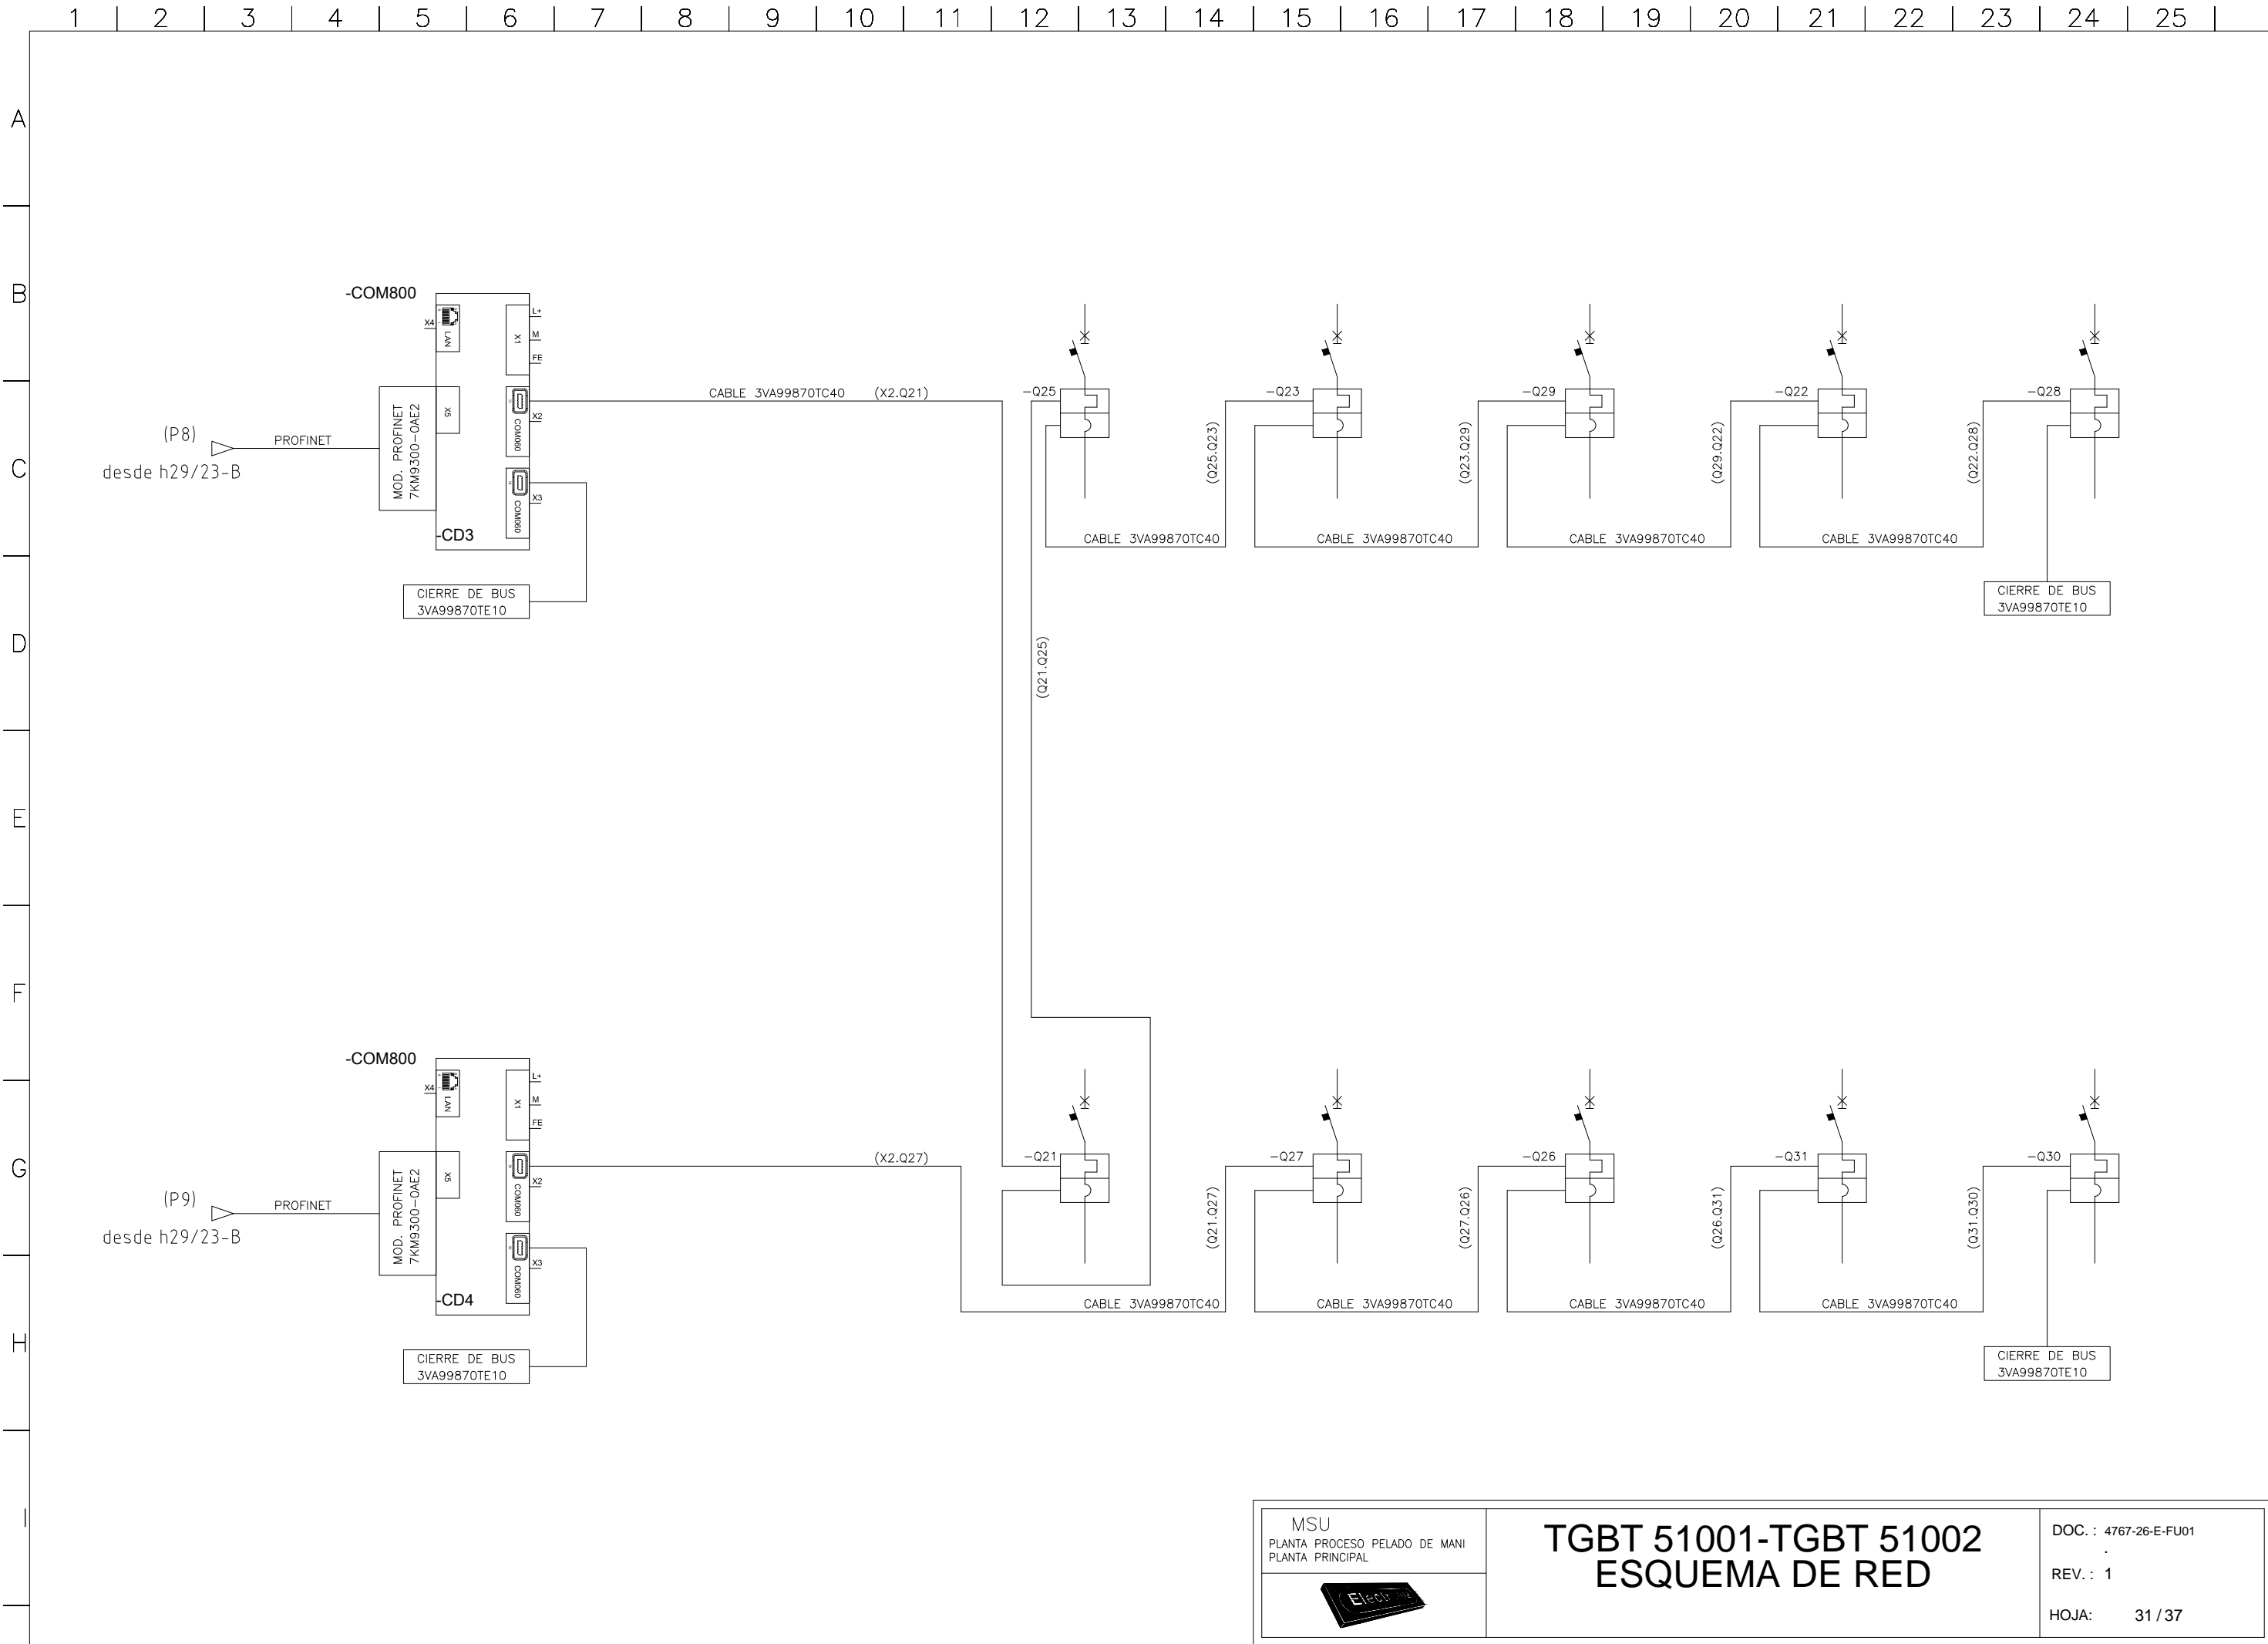 1 2 3 4 5 6 7 8 9 10 11 12 13 14 15 16 17 18 19 20 21 22 23 24 25
A
B
C
D
E
F
G
H
I
-COM800
X4
LAN
X1
L+
M
FE
X5
X2
COM060
X3
COM060
MOD. PROFINET
7KM9300-0AE2
-CD3
(P8)
PROFINET
desde h29/23-B
CIERRE DE BUS
3VA99870TE10
CABLE 3VA99870TC40 (X2.Q21)
-Q25
-Q23
-Q29
-Q22
-Q28
(Q25.Q23)
(Q23.Q29)
(Q29.Q22)
(Q22.Q28)
CABLE 3VA99870TC40
CABLE 3VA99870TC40
CABLE 3VA99870TC40
CABLE 3VA99870TC40
CIERRE DE BUS
3VA99870TE10
(Q21.Q25)
-COM800
X4
LAN
X1
L+
M
FE
X5
X2
COM060
X3
COM060
MOD. PROFINET
7KM9300-0AE2
-CD4
(P9)
PROFINET
desde h29/23-B
CIERRE DE BUS
3VA99870TE10
(X2.Q27)
-Q21
-Q27
-Q26
-Q31
-Q30
(Q21.Q27)
(Q27.Q26)
(Q26.Q31)
(Q31.Q30)
CABLE 3VA99870TC40
CABLE 3VA99870TC40
CABLE 3VA99870TC40
CABLE 3VA99870TC40
CIERRE DE BUS
3VA99870TE10
MSU
PLANTA PROCESO PELADO DE MANI
PLANTA PRINCIPAL
TGBT 51001-TGBT 51002
ESQUEMA DE RED
DOC. : 4767-26-E-FU01
.
REV. : 1
HOJA: 31 / 37